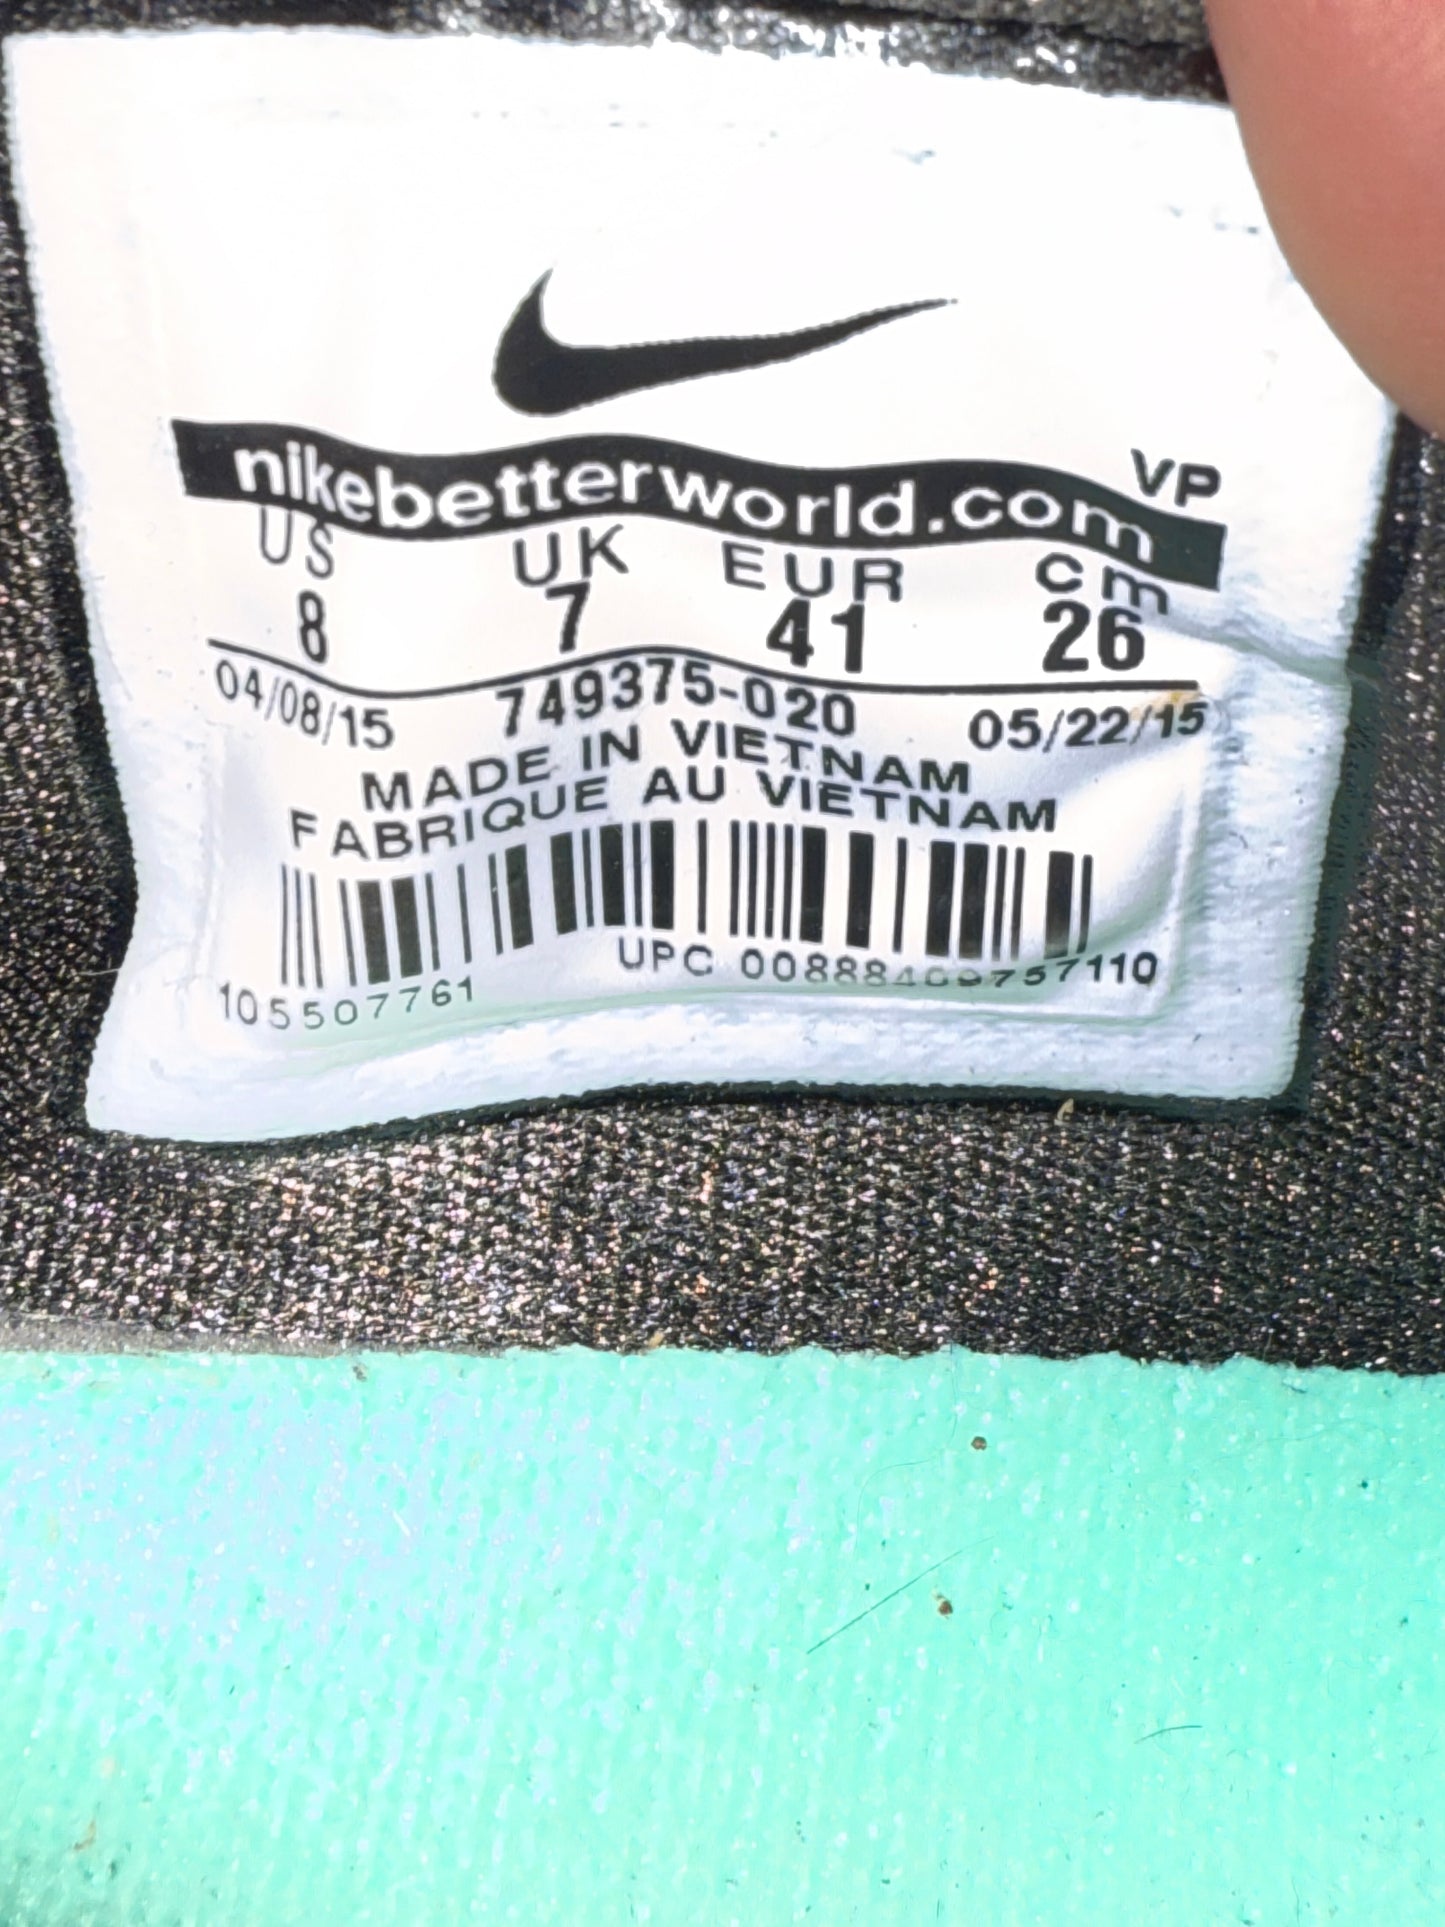 VP
nikebetterworld.com
US UK EUR cm
8 7 41 26
04/08/15 749375-020 05/22/15
MADE IN VIETNAM
FABRIQUE AU VIETNAM
UPC 00888409757110
105507761